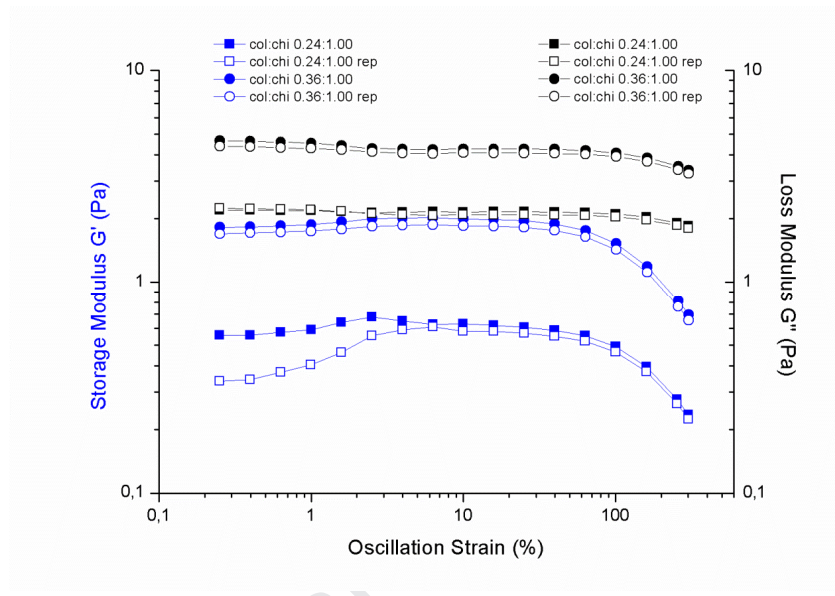 col:chi 0.24:1.00
col:chi 0.24:1.00 rep
col:chi 0.36:1.00
col:chi 0.36:1.00 rep
col:chi 0.24:1.00
col:chi 0.24:1.00 rep
col:chi 0.36:1.00
col:chi 0.36:1.00 rep
10
1
0,1
Storage Modulus G' (Pa)
10
1
0,1
Loss Modulus G'' (Pa)
0,1
1
10
100
Oscillation Strain (%)